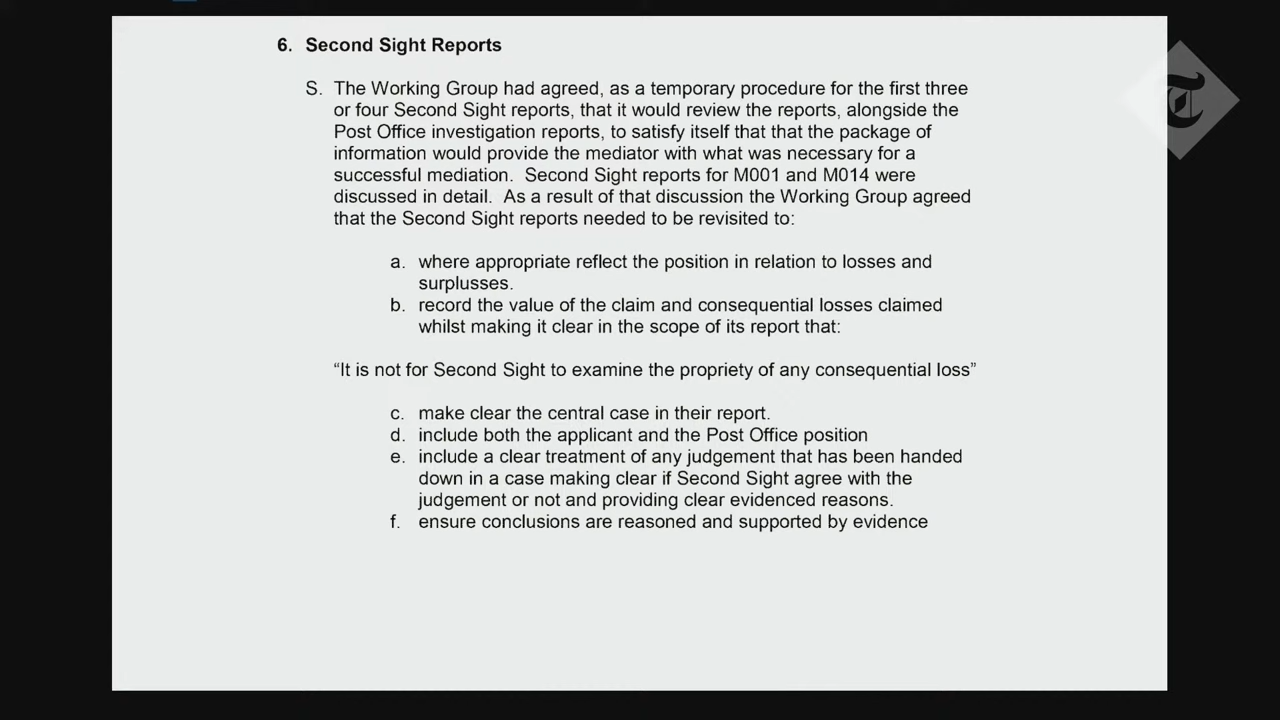 6. Second Sight Reports
S. The Working Group had agreed, as a temporary procedure for the first three
or four Second Sight reports, that it would review the reports, alongside the
Post Office investigation reports, to satisfy itself that that the package of
information would provide the mediator with what was necessary for a
successful mediation. Second Sight reports for M001 and M014 were
discussed in detail. As a result of that discussion the Working Group agreed
that the Second Sight reports needed to be revisited to:
a. where appropriate reflect the position in relation to losses and
surplusses.
b. record the value of the claim and consequential losses claimed
whilst making it clear in the scope of its report that:
“It is not for Second Sight to examine the propriety of any consequential loss”
c. make clear the central case in their report.
d. include both the applicant and the Post Office position
e. include a clear treatment of any judgement that has been handed
down in a case making clear if Second Sight agree with the
judgement or not and providing clear evidenced reasons.
f. ensure conclusions are reasoned and supported by evidence